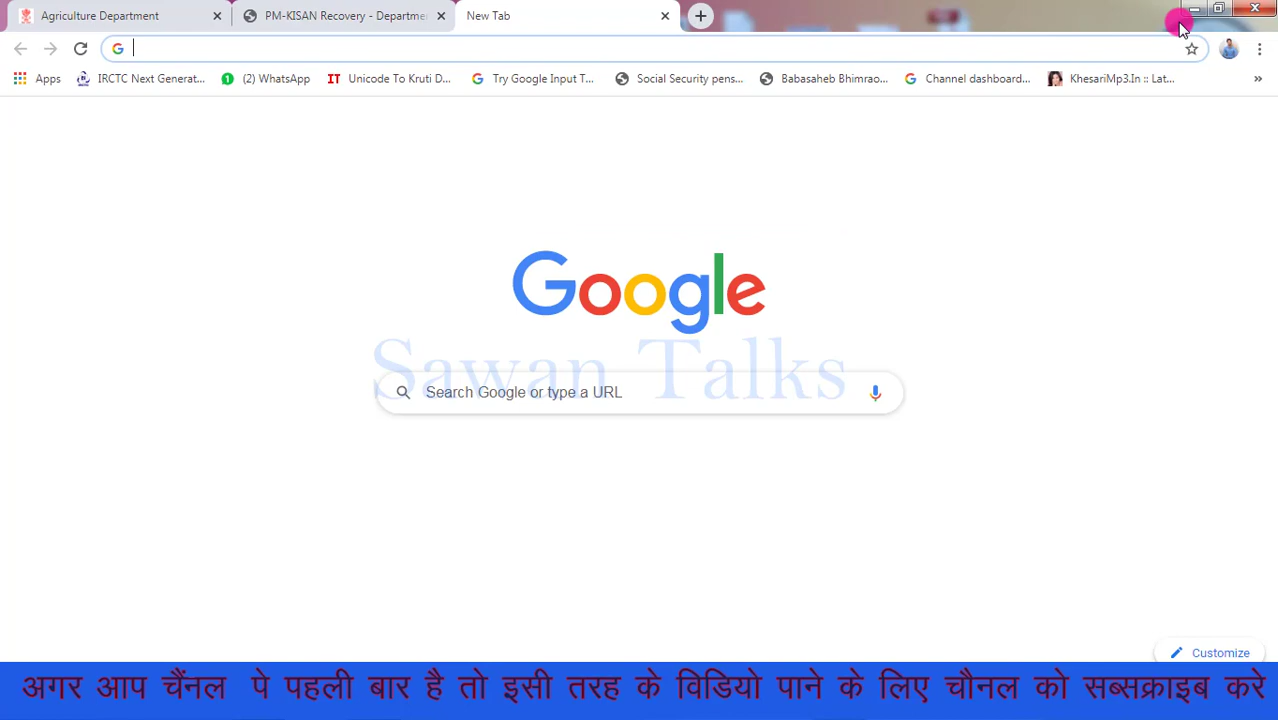 Agriculture Department
PM-KISAN Recovery - Departme
New Tab
Apps
IRCTC Next Generat...
(2) WhatsApp
Unicode To Kruti D...
Try Google Input T...
Social Security pens...
Babasaheb Bhimrao...
Channel dashboard...
KhesariMp3.In :: Lat...
Google
Sawan Talks
Search Google or type a URL
Customize
अगर आप चैंनल पे पहली बार है तो इसी तरह के विडियो पाने के लिए चौनल को सब्सक्राइब करे